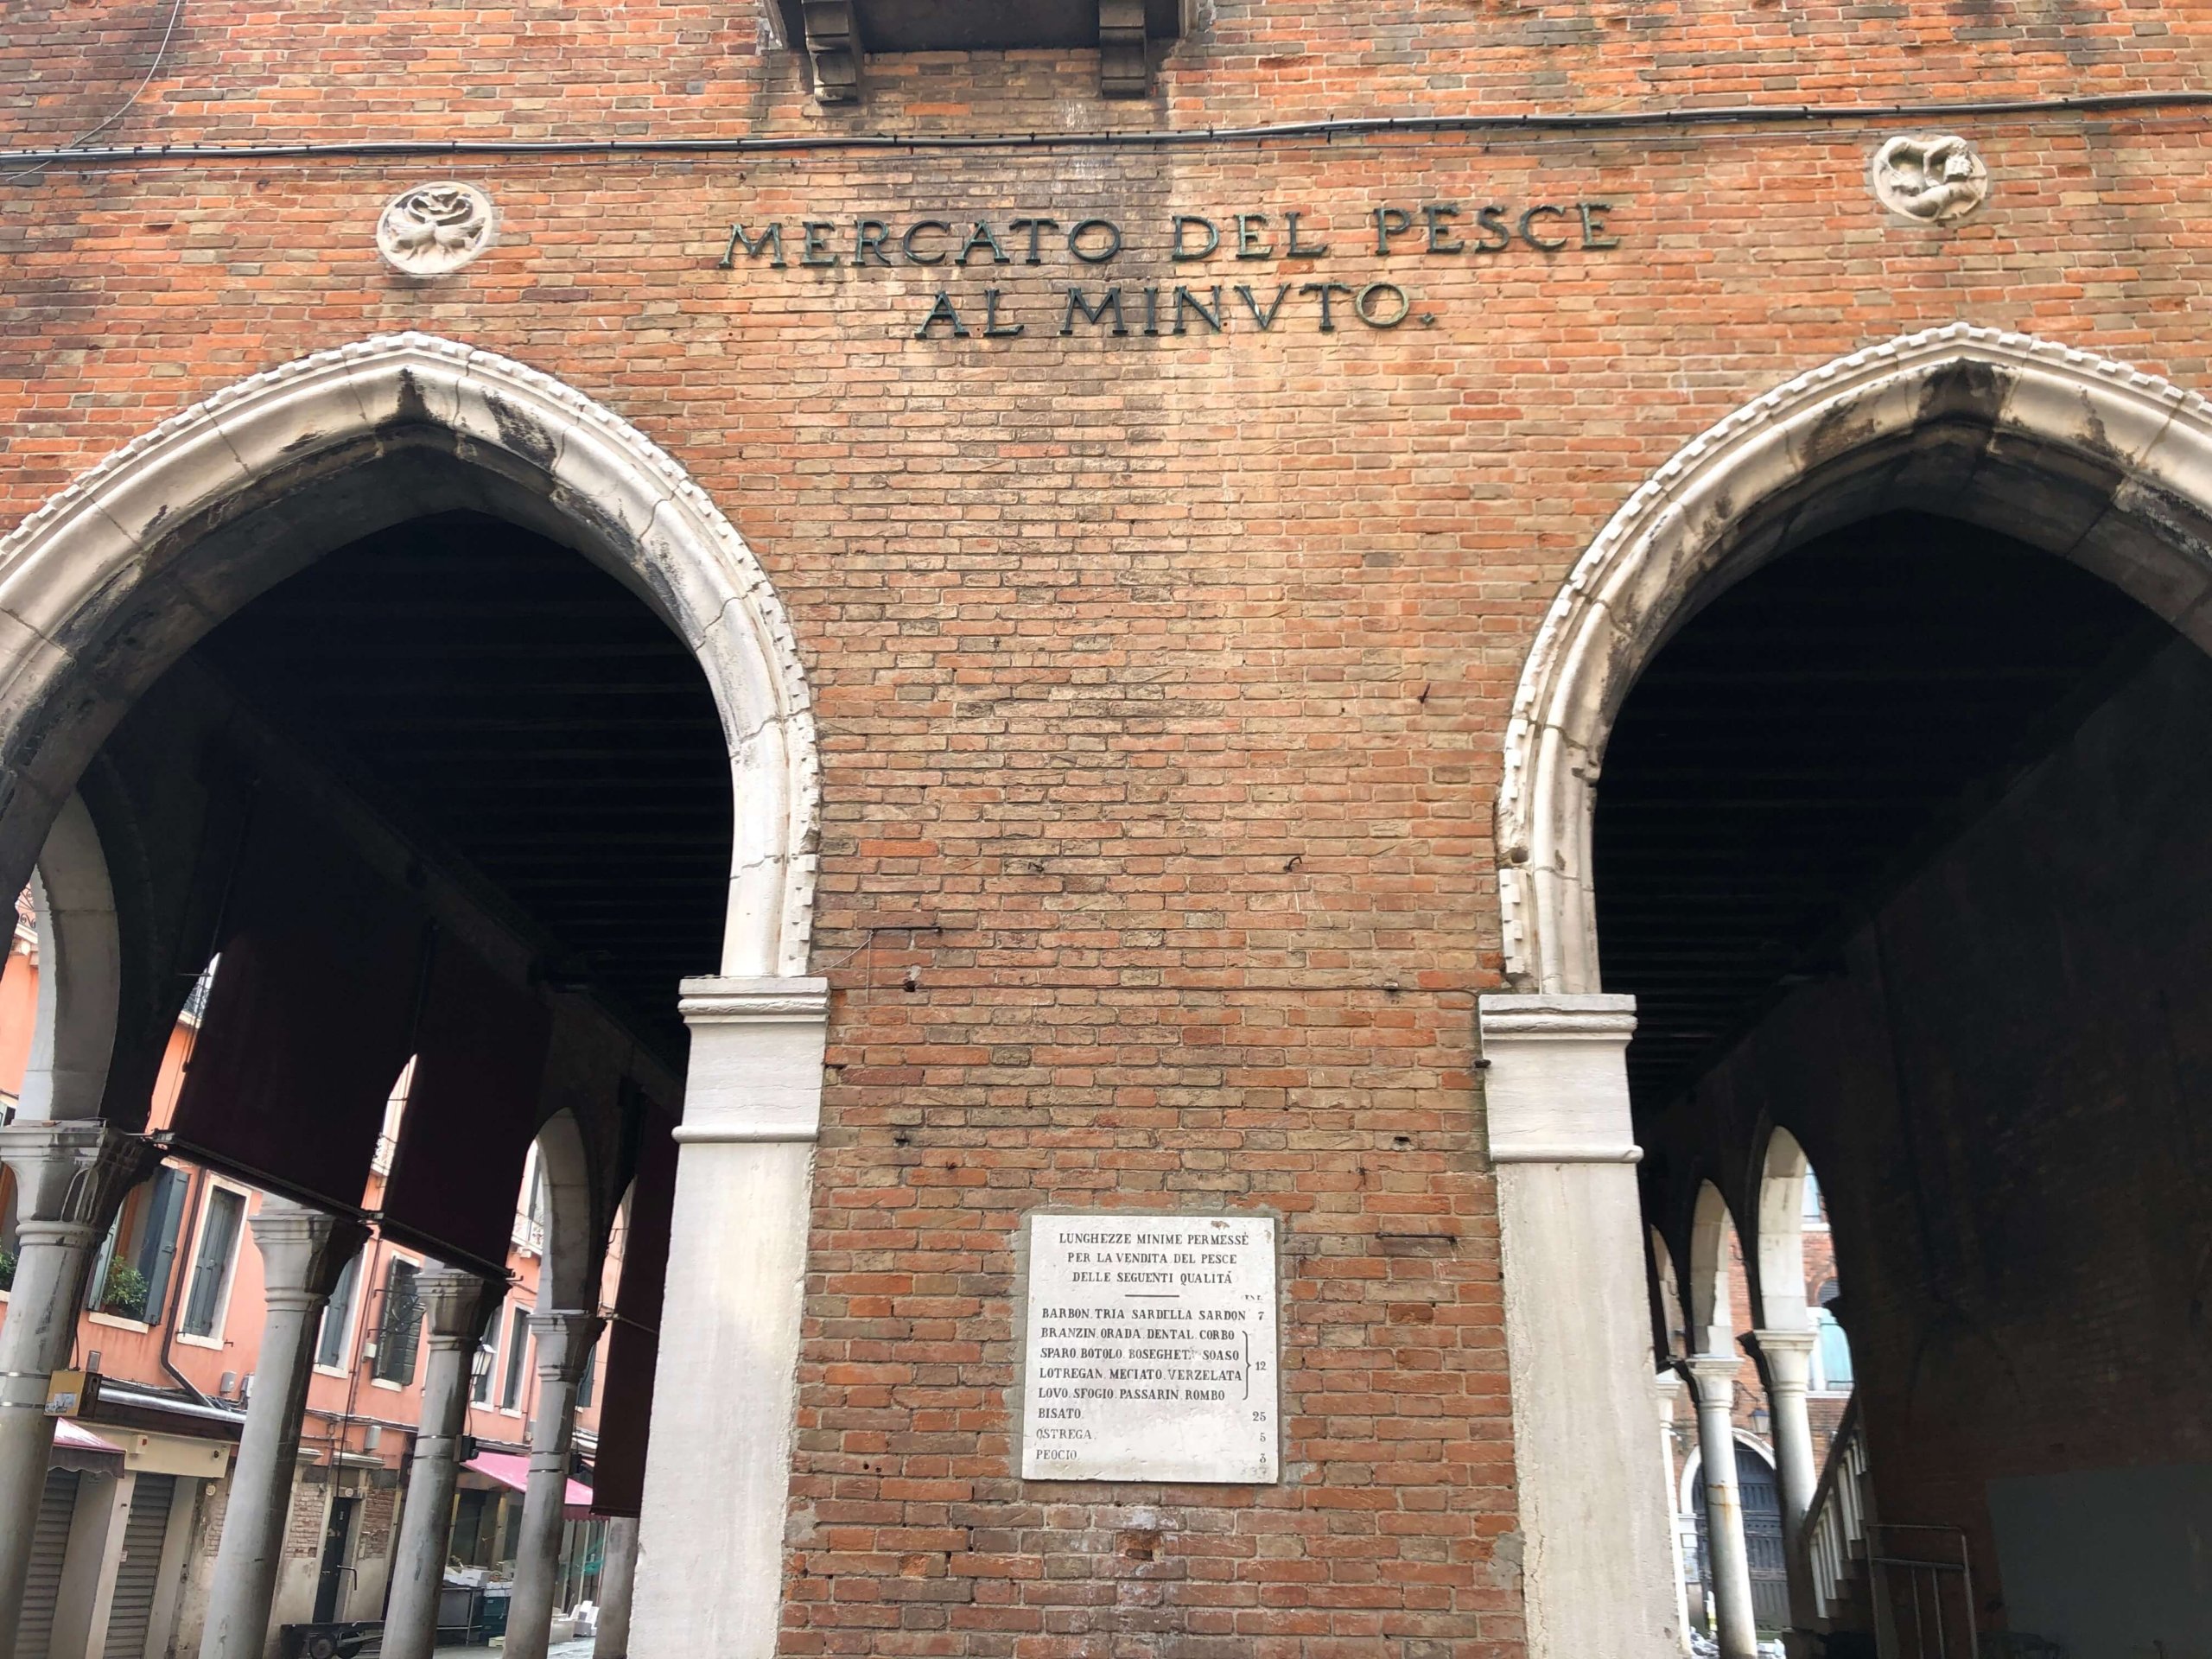 MERCATO DEL PESCE
AL MINVTO.
LUNGHEZZE MINIME PERMESSE
PER LA VENDITA DEL PESCE
DELLE SEGUENTI QUALITÁ
BARBON. TRIA SARDELLA SARDON 7
BRANZIN. ORADA. DENTAL. CORBO
SPARO. BOTOLO. BOSEGHETA SOASO
12
LOTREGAN. MECIATO. VERZELATA
LOVO. SFOGIO. PASSARIN. ROMBO
BISATO. 25
OSTREGA. 5
PEOCIO. 3